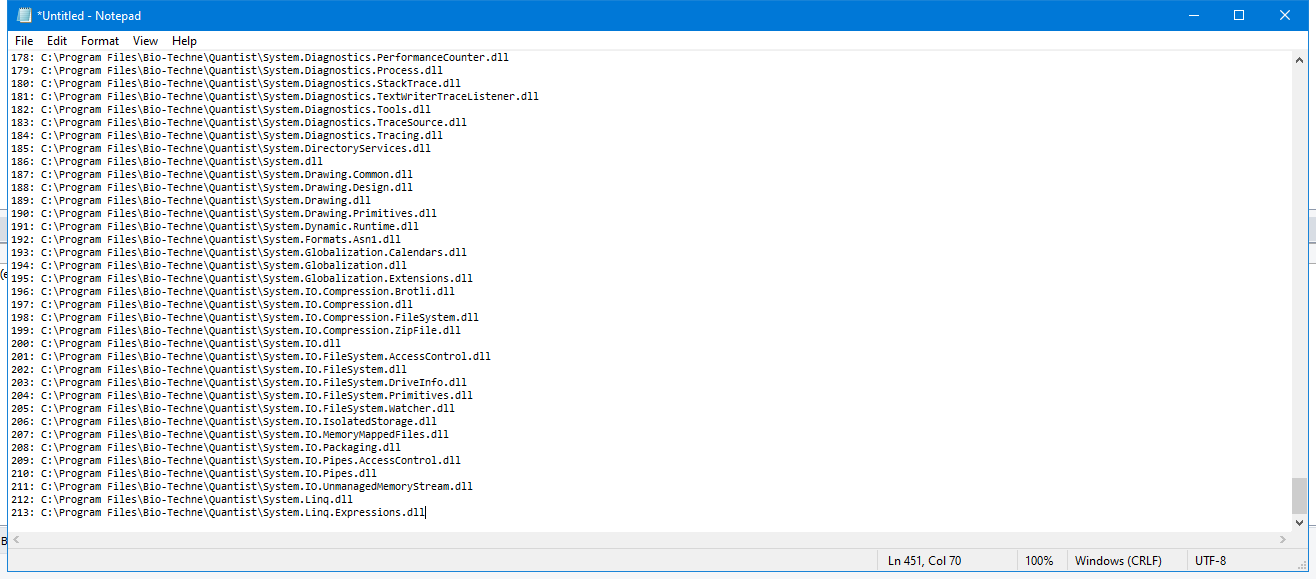 *Untitled - Notepad
File Edit Format View Help
178: C:\Program Files\Bio-Techne\Quantist\System.Diagnostics.PerformanceCounter.dll
179: C:\Program Files\Bio-Techne\Quantist\System.Diagnostics.Process.dll
180: C:\Program Files\Bio-Techne\Quantist\System.Diagnostics.StackTrace.dll
181: C:\Program Files\Bio-Techne\Quantist\System.Diagnostics.TextWriterTraceListener.dll
182: C:\Program Files\Bio-Techne\Quantist\System.Diagnostics.Tools.dll
183: C:\Program Files\Bio-Techne\Quantist\System.Diagnostics.TraceSource.dll
184: C:\Program Files\Bio-Techne\Quantist\System.Diagnostics.Tracing.dll
185: C:\Program Files\Bio-Techne\Quantist\System.DirectoryServices.dll
186: C:\Program Files\Bio-Techne\Quantist\System.dll
187: C:\Program Files\Bio-Techne\Quantist\System.Drawing.Common.dll
188: C:\Program Files\Bio-Techne\Quantist\System.Drawing.Design.dll
189: C:\Program Files\Bio-Techne\Quantist\System.Drawing.dll
190: C:\Program Files\Bio-Techne\Quantist\System.Drawing.Primitives.dll
191: C:\Program Files\Bio-Techne\Quantist\System.Dynamic.Runtime.dll
192: C:\Program Files\Bio-Techne\Quantist\System.Formats.Asn1.dll
193: C:\Program Files\Bio-Techne\Quantist\System.Globalization.Calendars.dll
194: C:\Program Files\Bio-Techne\Quantist\System.Globalization.dll
195: C:\Program Files\Bio-Techne\Quantist\System.Globalization.Extensions.dll
196: C:\Program Files\Bio-Techne\Quantist\System.IO.Compression.Brotli.dll
197: C:\Program Files\Bio-Techne\Quantist\System.IO.Compression.dll
198: C:\Program Files\Bio-Techne\Quantist\System.IO.Compression.FileSystem.dll
199: C:\Program Files\Bio-Techne\Quantist\System.IO.Compression.ZipFile.dll
200: C:\Program Files\Bio-Techne\Quantist\System.IO.dll
201: C:\Program Files\Bio-Techne\Quantist\System.IO.FileSystem.AccessControl.dll
202: C:\Program Files\Bio-Techne\Quantist\System.IO.FileSystem.dll
203: C:\Program Files\Bio-Techne\Quantist\System.IO.FileSystem.DriveInfo.dll
204: C:\Program Files\Bio-Techne\Quantist\System.IO.FileSystem.Primitives.dll
205: C:\Program Files\Bio-Techne\Quantist\System.IO.FileSystem.Watcher.dll
206: C:\Program Files\Bio-Techne\Quantist\System.IO.IsolatedStorage.dll
207: C:\Program Files\Bio-Techne\Quantist\System.IO.MemoryMappedFiles.dll
208: C:\Program Files\Bio-Techne\Quantist\System.IO.Packaging.dll
209: C:\Program Files\Bio-Techne\Quantist\System.IO.Pipes.AccessControl.dll
210: C:\Program Files\Bio-Techne\Quantist\System.IO.Pipes.dll
211: C:\Program Files\Bio-Techne\Quantist\System.IO.UnmanagedMemoryStream.dll
212: C:\Program Files\Bio-Techne\Quantist\System.Linq.dll
213: C:\Program Files\Bio-Techne\Quantist\System.Linq.Expressions.dll
Ln 451, Col 70 100% Windows (CRLF) UTF-8